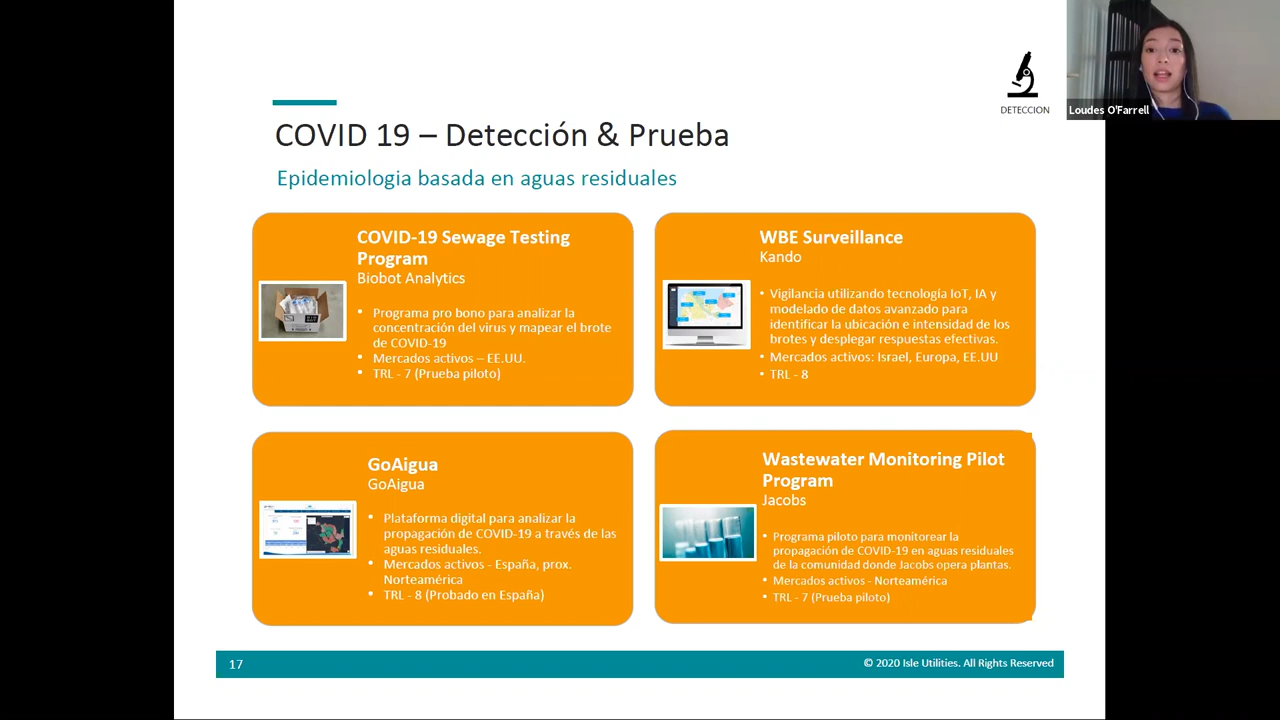 DETECCION
Loudes O'Farrell
COVID 19 – Detección & Prueba
Epidemiologia basada en aguas residuales
COVID-19 Sewage Testing
Program
Biobot Analytics
▪ Programa pro bono para analizar la
concentración del virus y mapear el brote
de COVID-19
▪ Mercados activos – EE.UU.
▪ TRL - 7 (Prueba piloto)
WBE Surveillance
Kando
• Vigilancia utilizando tecnología IoT, IA y
modelado de datos avanzado para
identificar la ubicación e intensidad de los
brotes y desplegar respuestas efectivas.
• Mercados activos: Israel, Europa, EE.UU
• TRL - 8
GoAigua
GoAigua
• Plataforma digital para analizar la
propagación de COVID-19 a través de las
aguas residuales.
• Mercados activos - España, prox.
Norteamérica
• TRL - 8 (Probado en España)
Wastewater Monitoring Pilot
Program
Jacobs
• Programa piloto para monitorear la
propagación de COVID-19 en aguas residuales
de la comunidad donde Jacobs opera plantas.
• Mercados activos - Norteamérica
• TRL - 7 (Prueba piloto)
17
© 2020 Isle Utilities. All Rights Reserved